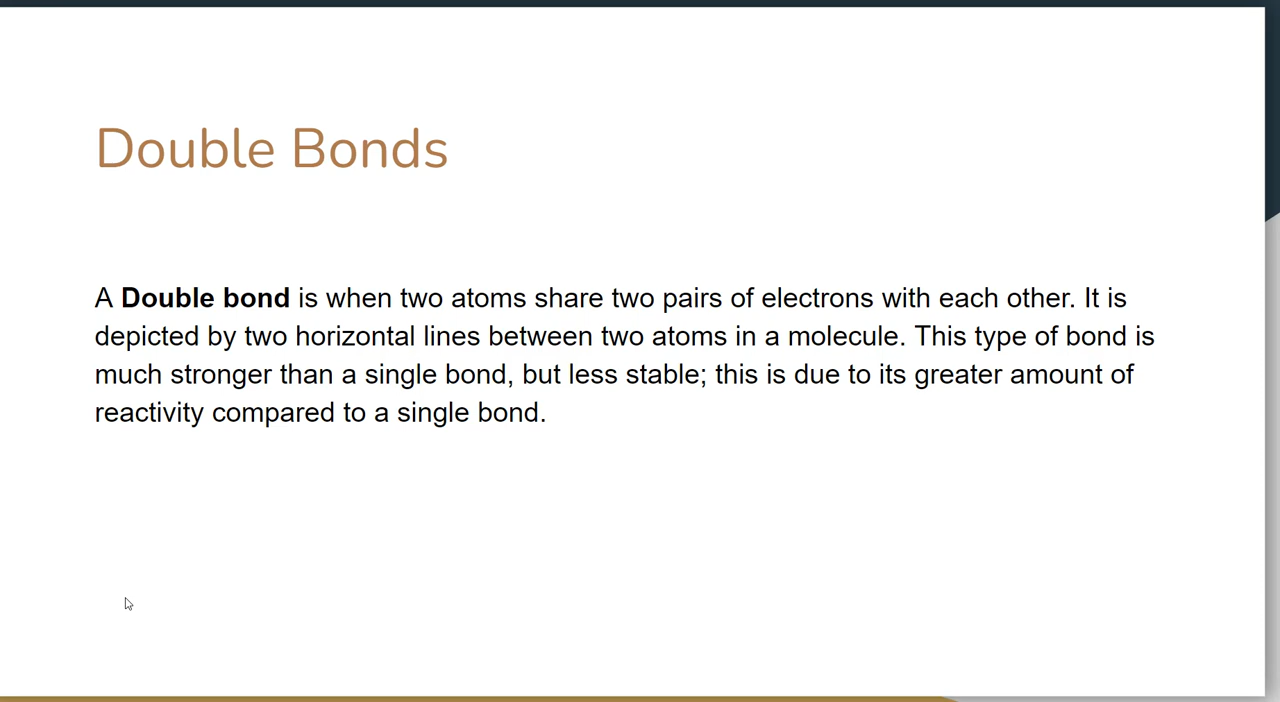 Double Bonds
A Double bond is when two atoms share two pairs of electrons with each other. It is
depicted by two horizontal lines between two atoms in a molecule. This type of bond is
much stronger than a single bond, but less stable; this is due to its greater amount of
reactivity compared to a single bond.